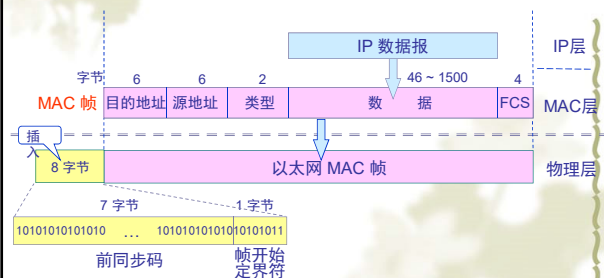 IP 数据报
IP层
字节 6 6 2 46 ~ 1500 4
MAC 帧 目的地址 源地址 类型 数 据 FCS MAC层
插入
8 字节 以太网 MAC 帧 物理层
7 字节 1 字节
10101010101010 … 101010101010 10101011
前同步码 帧开始
定界符